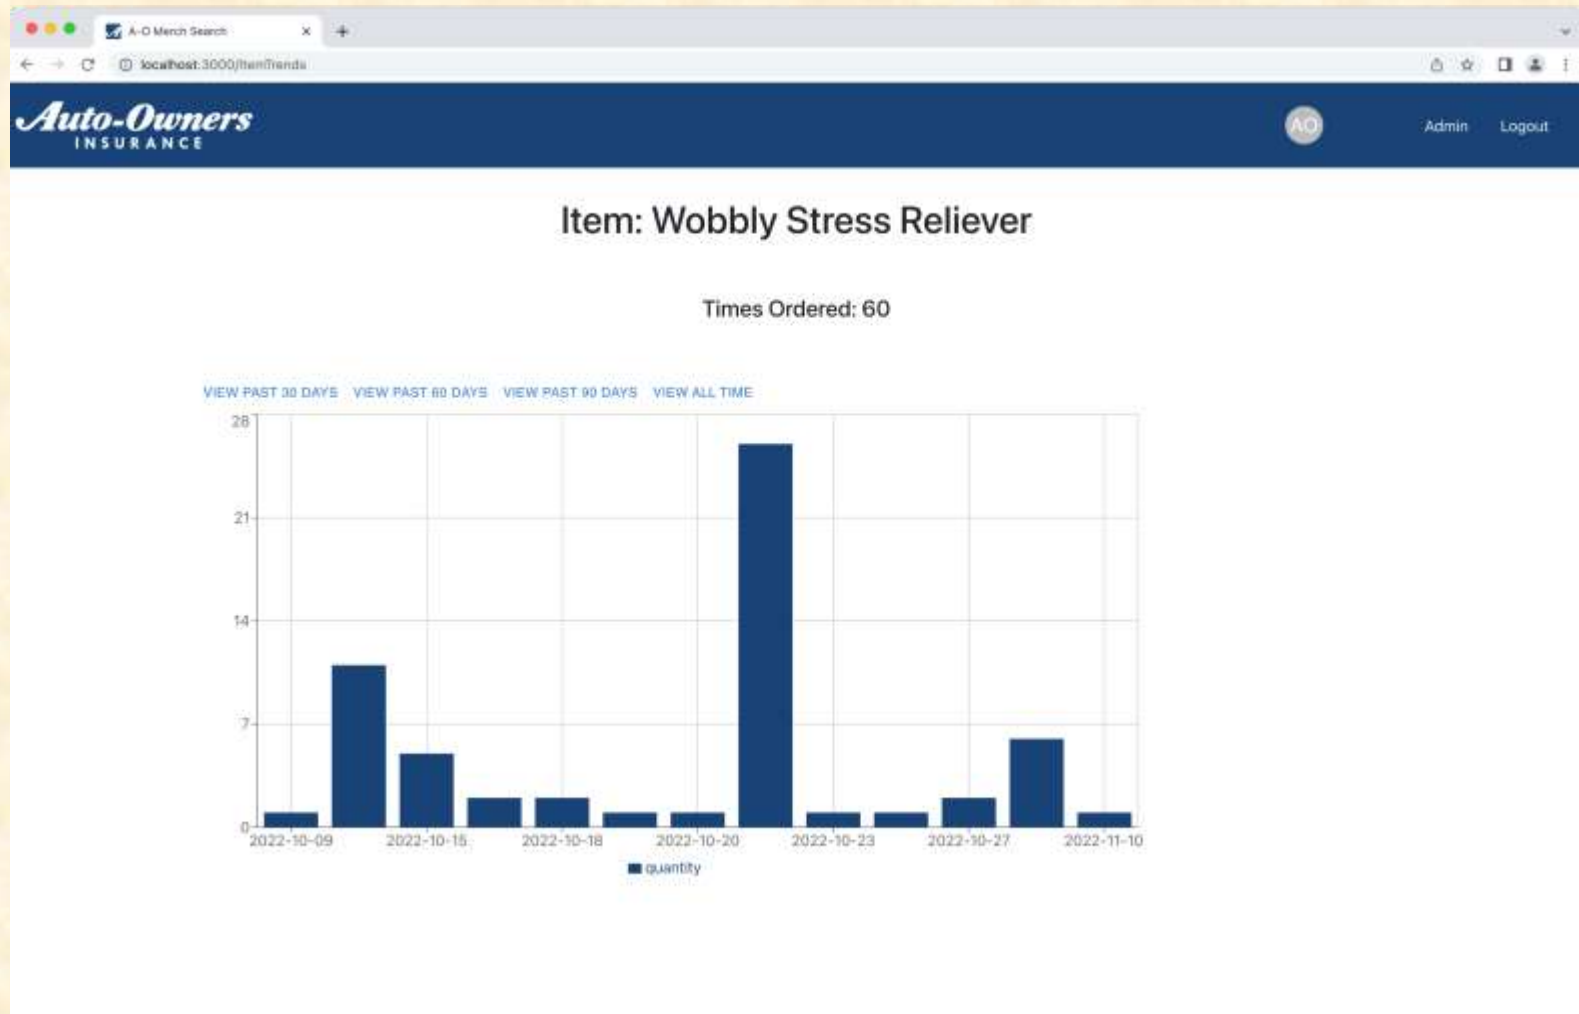 A-O Merch Search
localhost:3000/ItemTrends
Auto-Owners
INSURANCE
AO
Admin
Logout
Item: Wobbly Stress Reliever
Times Ordered: 60
VIEW PAST 30 DAYS VIEW PAST 60 DAYS VIEW PAST 90 DAYS VIEW ALL TIME
28
21
14
7
0
2022-10-09 2022-10-15 2022-10-18 2022-10-20 2022-10-23 2022-10-27 2022-11-10
quantity